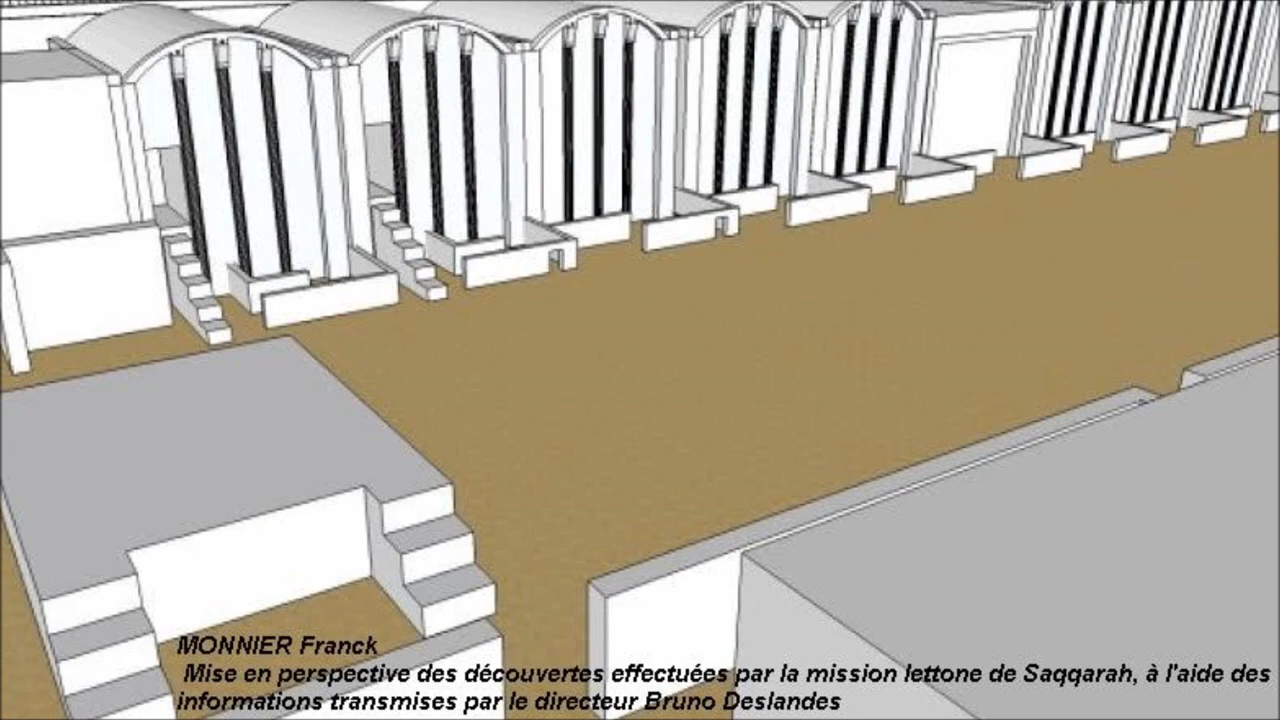 MONNIER Franck
Mise en perspective des découvertes effectuées par la mission lettone de Saqqarah, à l'aide des
informations transmises par le directeur Bruno Deslandes